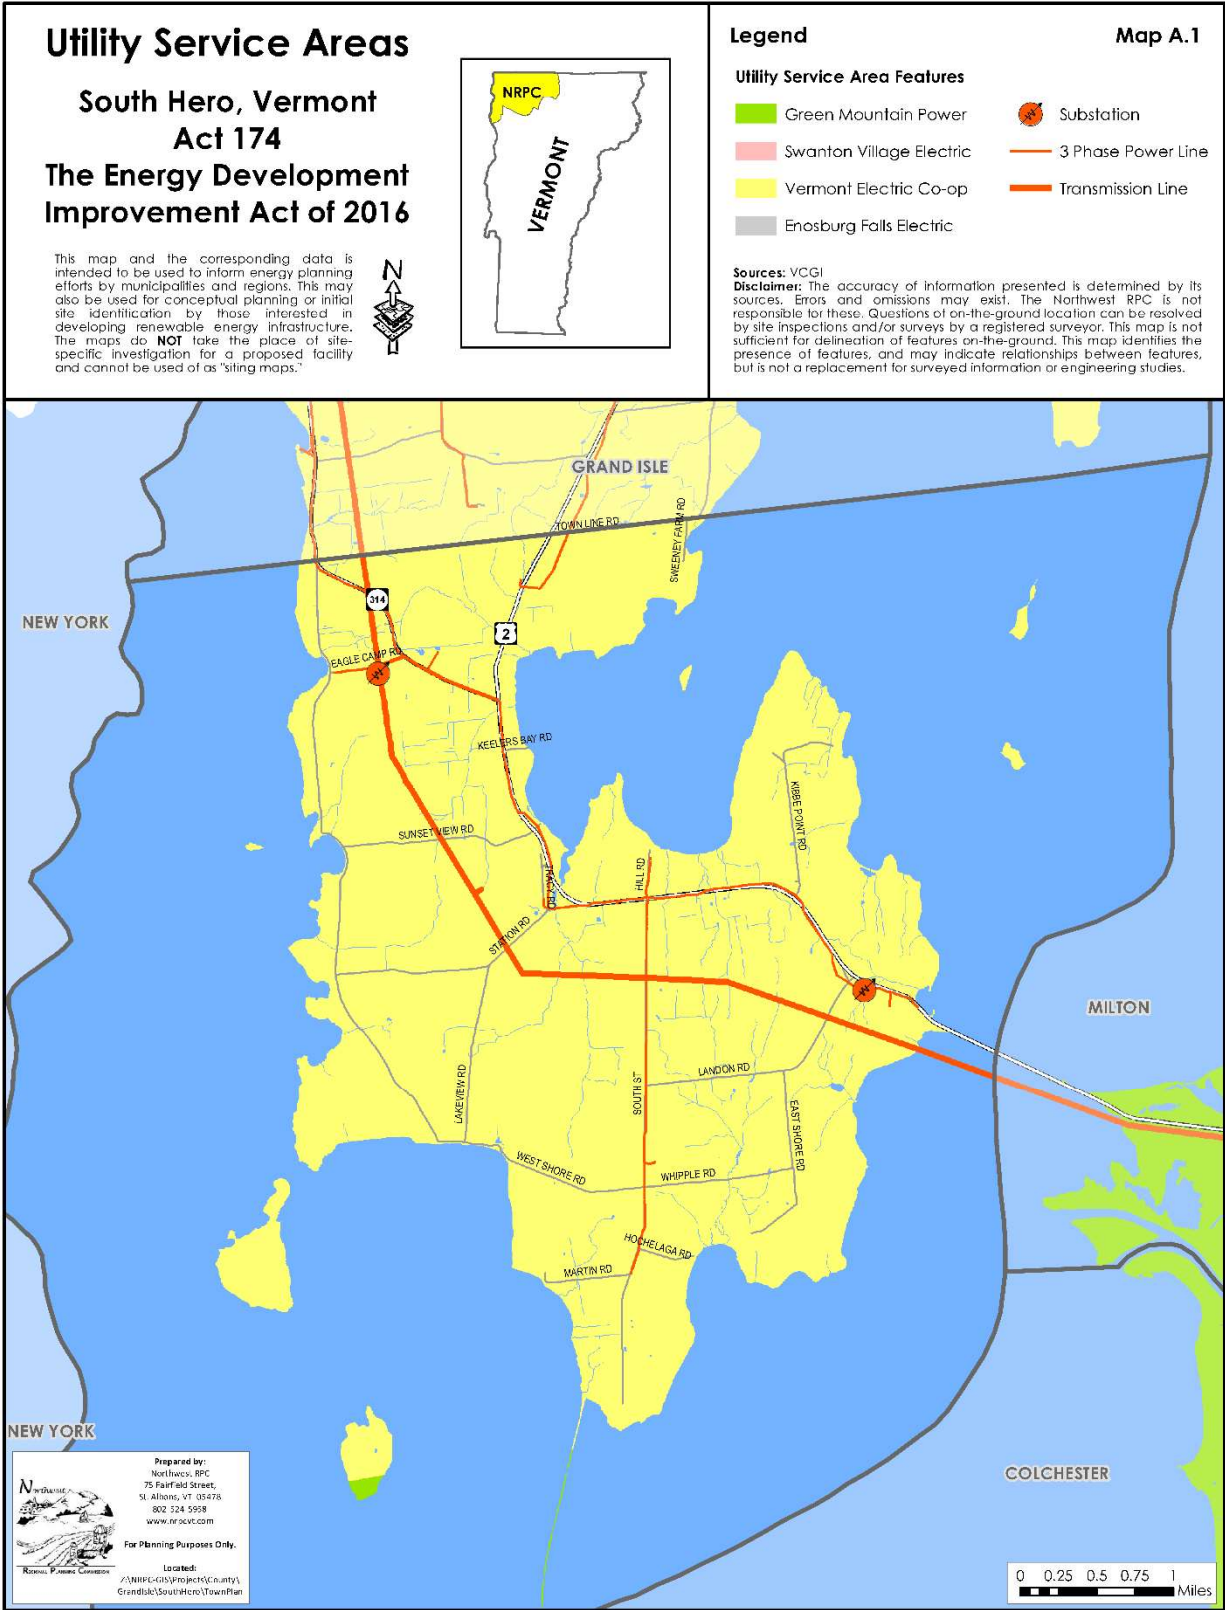 Utility Service Areas
South Hero, Vermont
Act 174
The Energy Development
Improvement Act of 2016
This map and the corresponding data is
intended to be used to inform energy planning
efforts by municipalities and regions. This may
also be used for conceptual planning or initial
site identification by those interested in
developing renewable energy infrastructure.
The maps do NOT take the place of site-
specific investigation for a proposed facility
and cannot be used of as "siting maps."
N
NRPC
VERMONT
Legend
Map A.1
Utility Service Area Features
Green Mountain Power
Swanton Village Electric
Vermont Electric Co-op
Enosburg Falls Electric
Substation
3 Phase Power Line
Transmission Line
Sources: VCGI
Disclaimer: The accuracy of information presented is determined by its
sources. Errors and omissions may exist. The Northwest RPC is not
responsible for these. Questions of on-the-ground location can be resolved
by site inspections and/or surveys by a registered surveyor. This map is not
sufficient for delineation of features on-the-ground. This map identifies the
presence of features, and may indicate relationships between features,
but is not a replacement for surveyed information or engineering studies.
GRAND ISLE
TOWN LINE RD
SWEENEY FARM RD
314
NEW YORK
2
EAGLE CAMP RD
KEELERS BAY RD
KIBBE POINT RD
SUNSET VIEW RD
TRACY RD
HILL RD
STATION RD
MILTON
LANDON RD
LAKEVIEW RD
SOUTH ST
EAST SHORE RD
WEST SHORE RD
WHIPPLE RD
HOCHELAGA RD
MARTIN RD
NEW YORK
COLCHESTER
Prepared by:
Northwest RPC
75 Fairfield Street,
St. Albans, VT 05478
802 524 5958
www.nrpcvt.com
For Planning Purposes Only.
Located:
GrandIsle\SouthHero\TownPlan
NORTHWEST
REGIONAL PLANNING COMMISSION
0 0.25 0.5 0.75 1
Miles